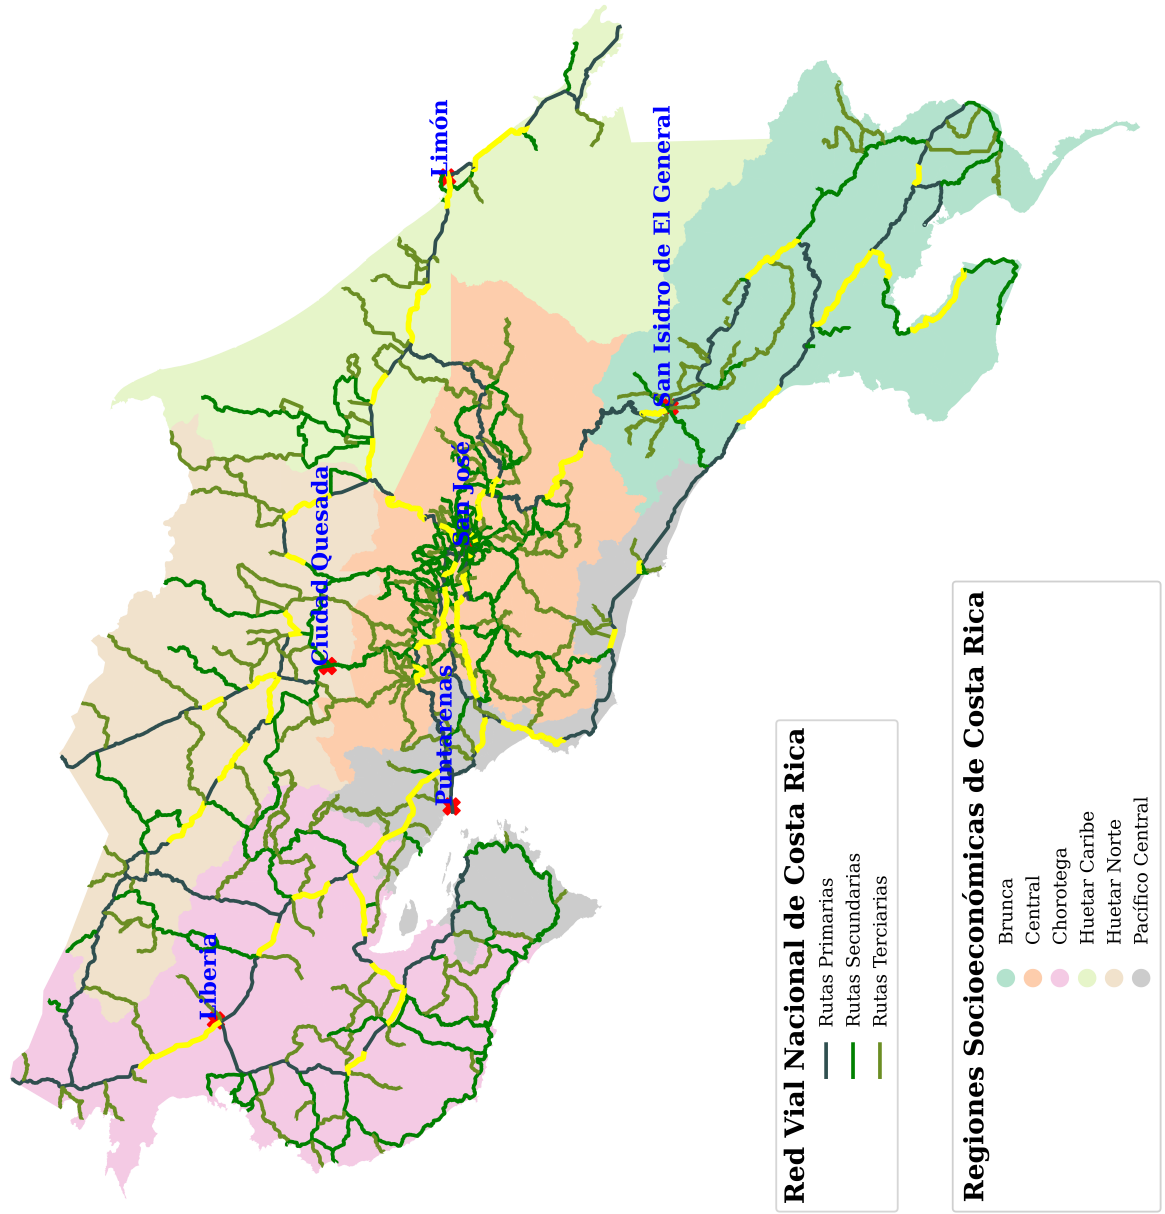 Limón
San Isidro de El General
San José
Ciudad Quesada
Puntarenas
Liberia
Red Vial Nacional de Costa Rica
Rutas Primarias
Rutas Secundarias
Rutas Terciarias
Regiones Socioeconómicas de Costa Rica
Brunca
Central
Chorotega
Huetar Caribe
Huetar Norte
Pacífico Central